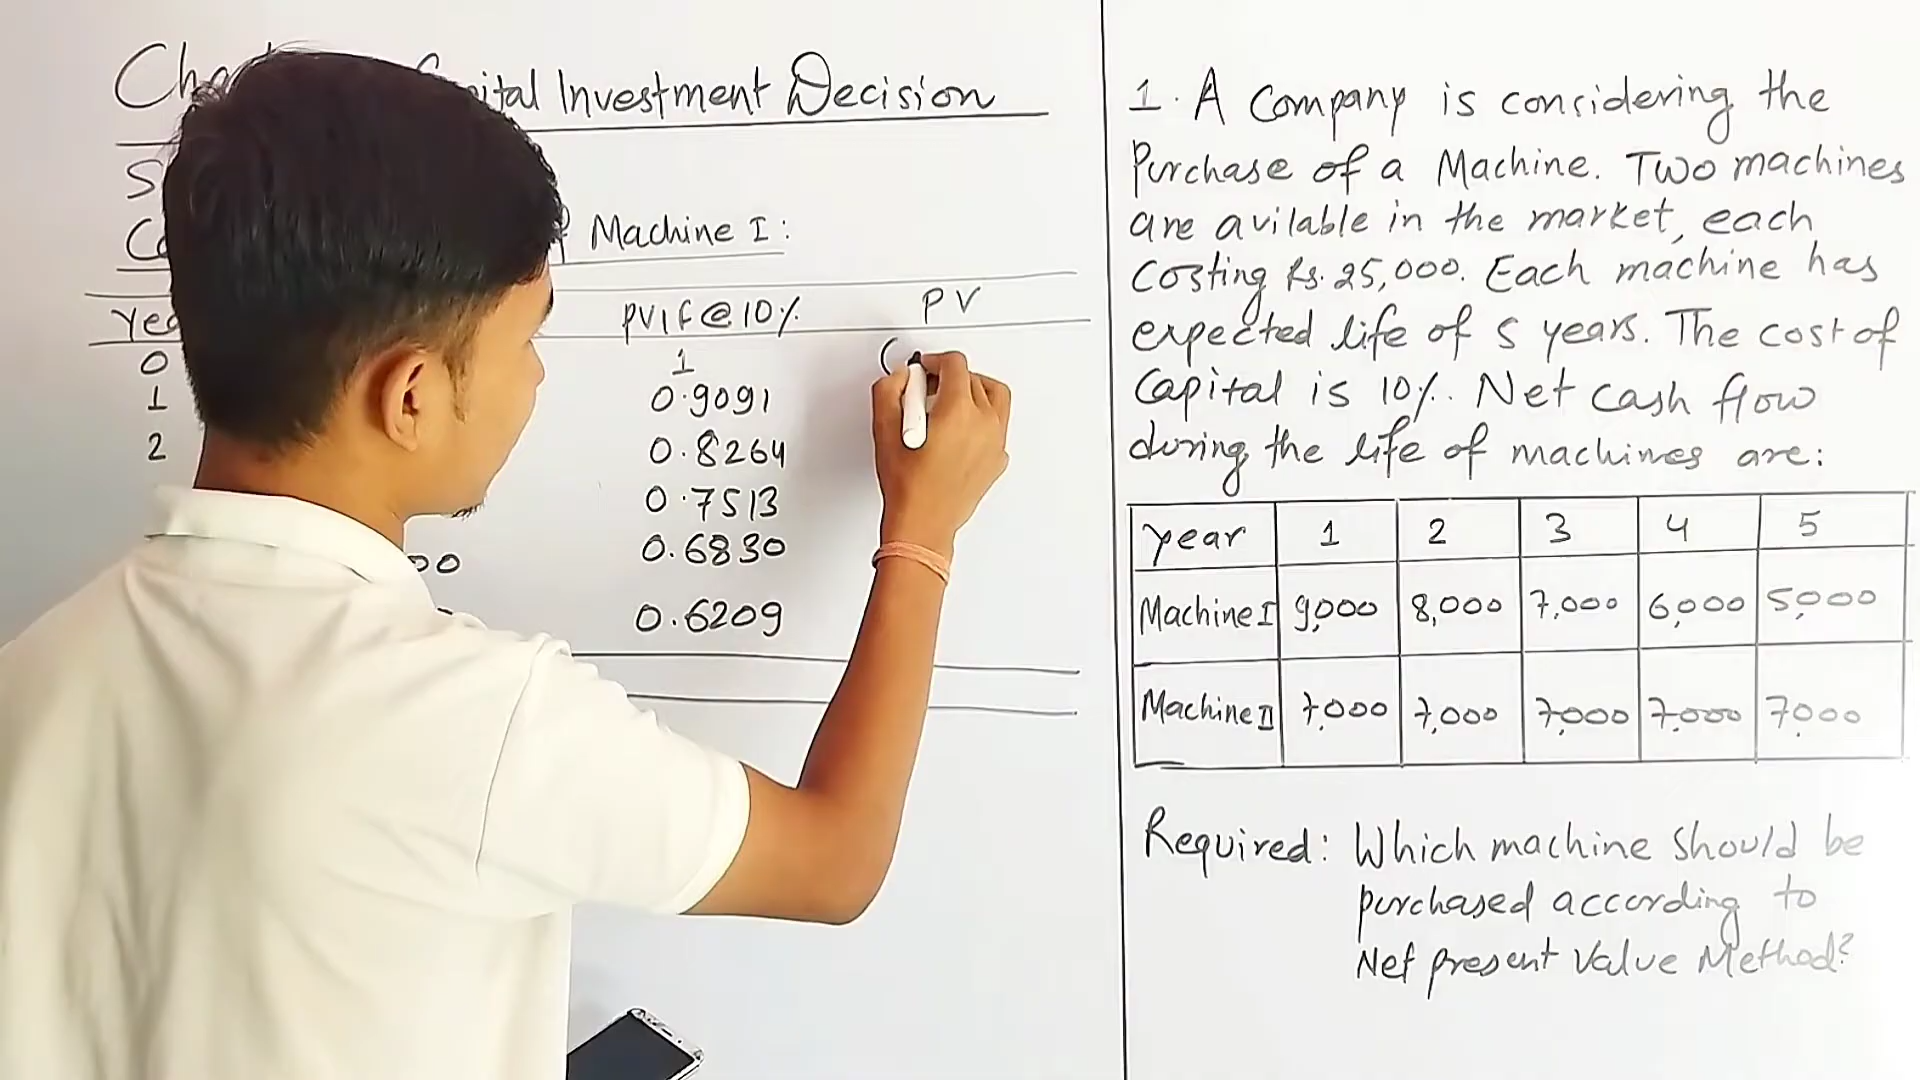 Capital Investment Decision
Machine I:
PVIF@10% PV
0 1 (
1 0.9091
2 0.8264
0.7513
0.6830
0.6209
1. A Company is considering the
Purchase of a Machine. Two machines
are avilable in the market, each
Costing Rs. 25,000. Each machine has
expected life of 5 years. The cost of
Capital is 10%. Net cash flow
during the life of machines are:
year 1 2 3 4 5
Machine I 9,000 8,000 7,000 6,000 5,000
Machine II 7,000 7,000 7,000 7,000 7,000
Required: Which machine should be
purchased according to
Net present Value Method?